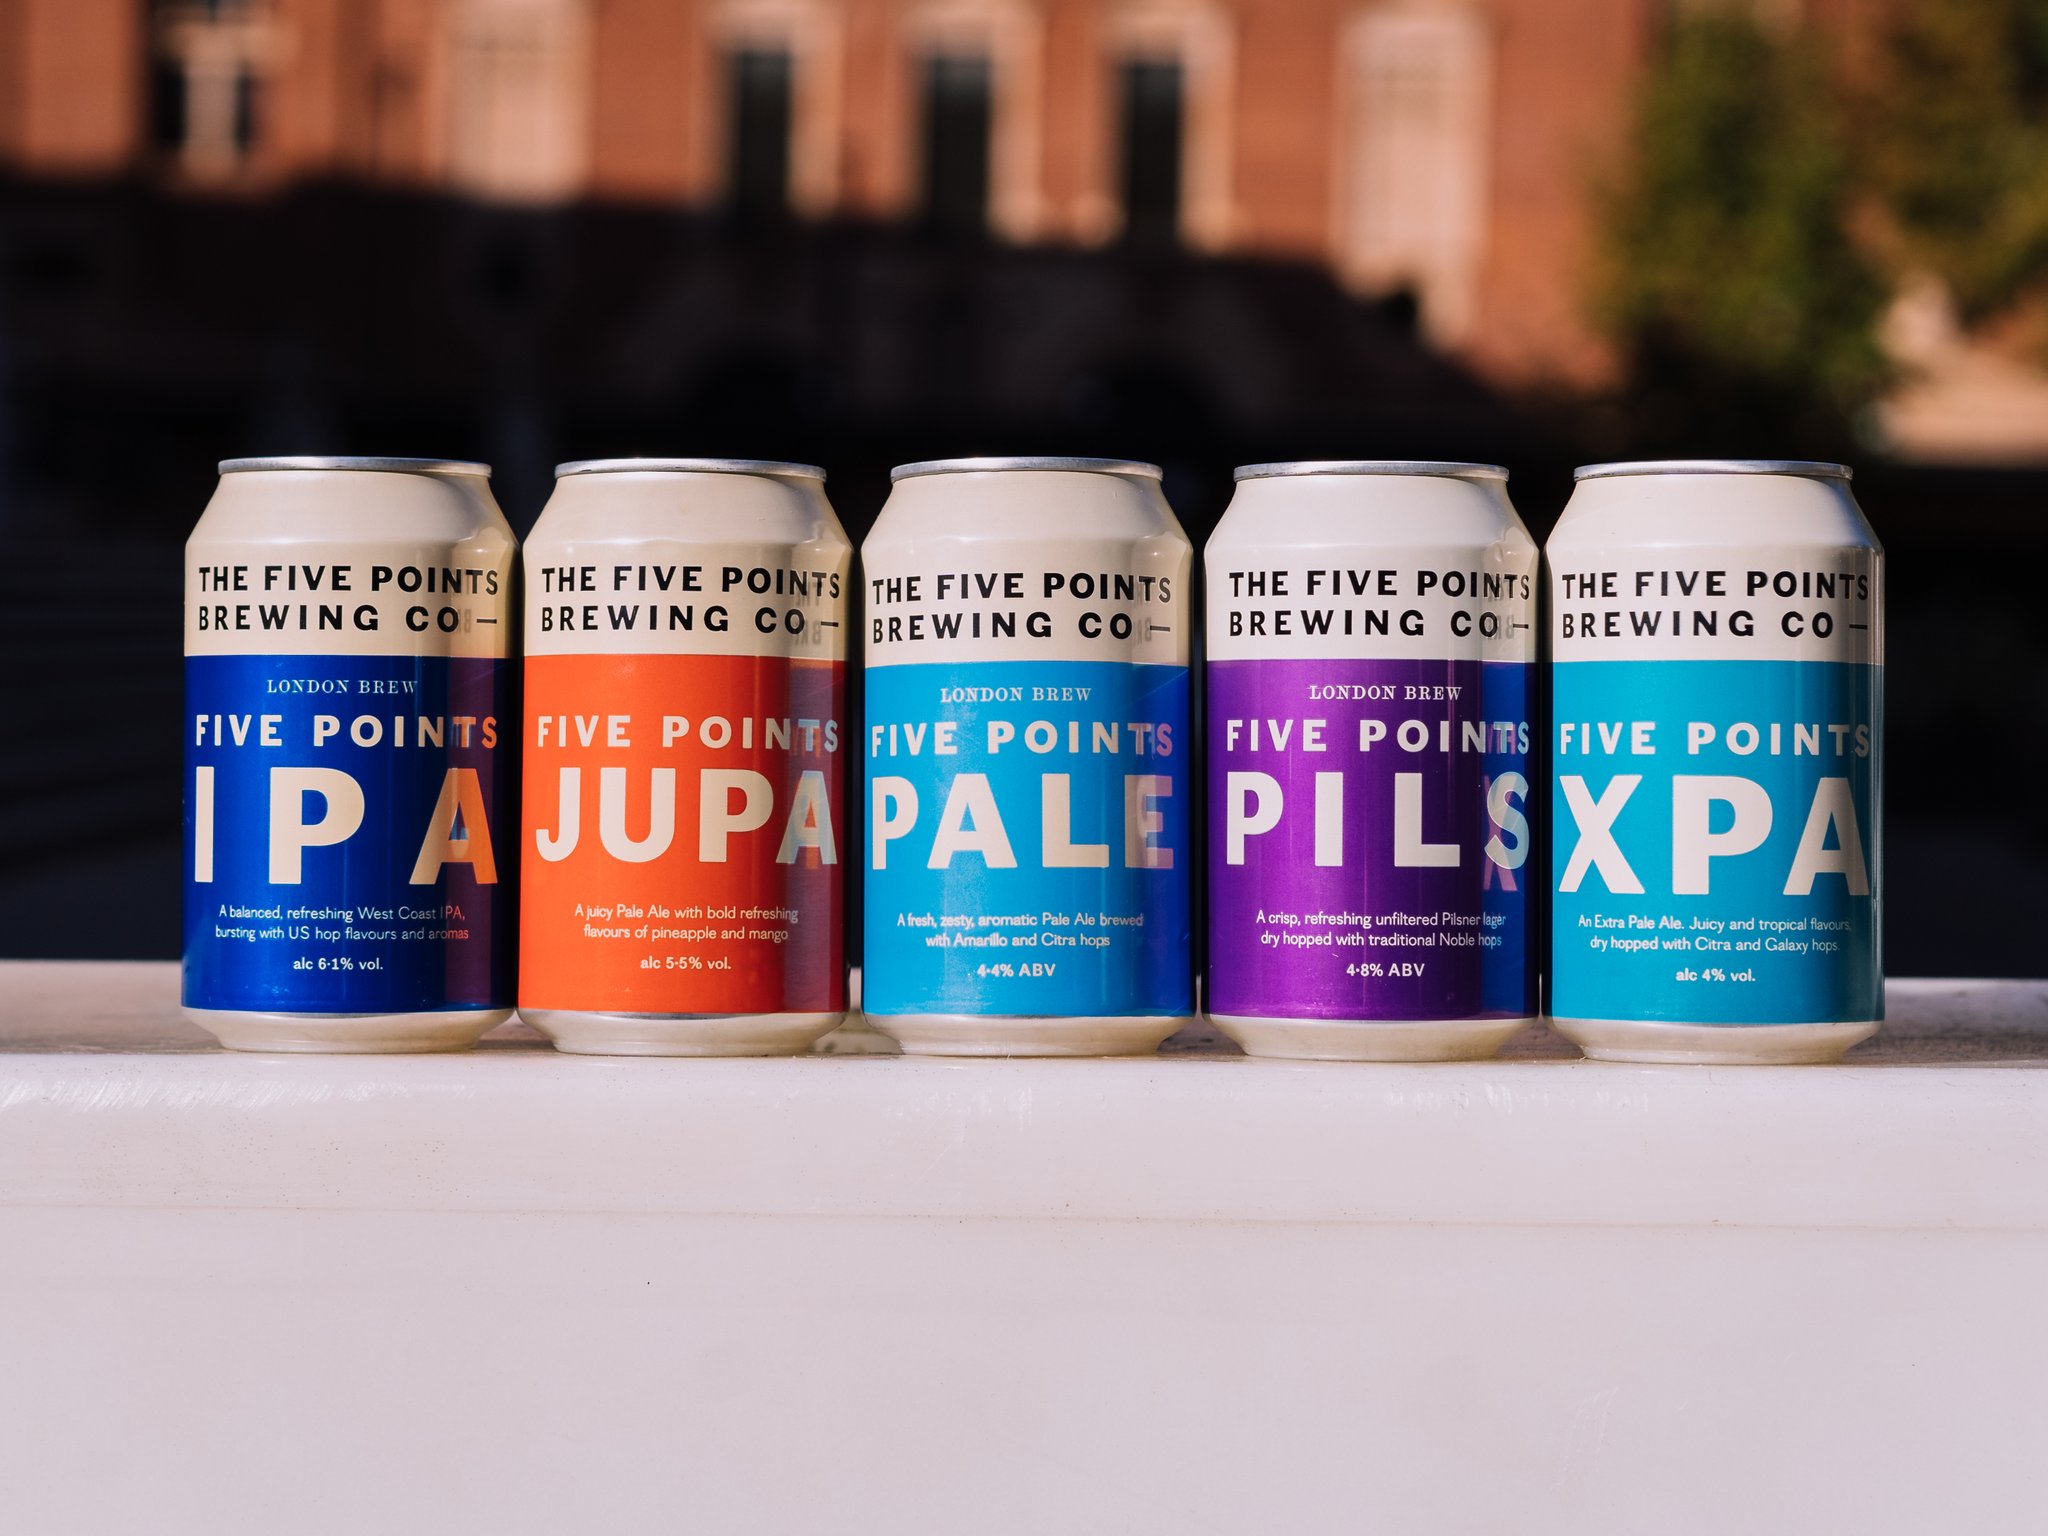 THE FIVE POINTS
BREWING CO —
LONDON BREW
FIVE POINTS
IPA
A balanced, refreshing West Coast IPA,
bursting with US hop flavours and aromas
alc 6·1% vol.
THE FIVE POINTS
BREWING CO —
FIVE POINTS
JUPA
A juicy Pale Ale with bold refreshing
flavours of pineapple and mango
alc 5·5% vol.
THE FIVE POINTS
BREWING CO —
LONDON BREW
FIVE POINTS
PALE
A fresh, zesty, aromatic Pale Ale brewed
with Amarillo and Citra hops
4·4% ABV
THE FIVE POINTS
BREWING CO —
LONDON BREW
FIVE POINTS
PILS
A crisp, refreshing unfiltered Pilsner lager
dry hopped with traditional Noble hops
4·8% ABV
THE FIVE POINTS
BREWING CO —
FIVE POINTS
XPA
An Extra Pale Ale. Juicy and tropical flavours,
dry hopped with Citra and Galaxy hops.
alc 4% vol.